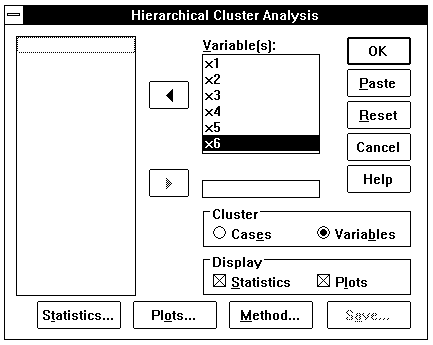 Hierarchical Cluster Analysis
Variable(s):
x1
x2
x3
x4
x5
x6
OK
Paste
Reset
Cancel
Help
Cluster
Cases
Variables
Display
Statistics
Plots
Statistics...
Plots...
Method...
Save...